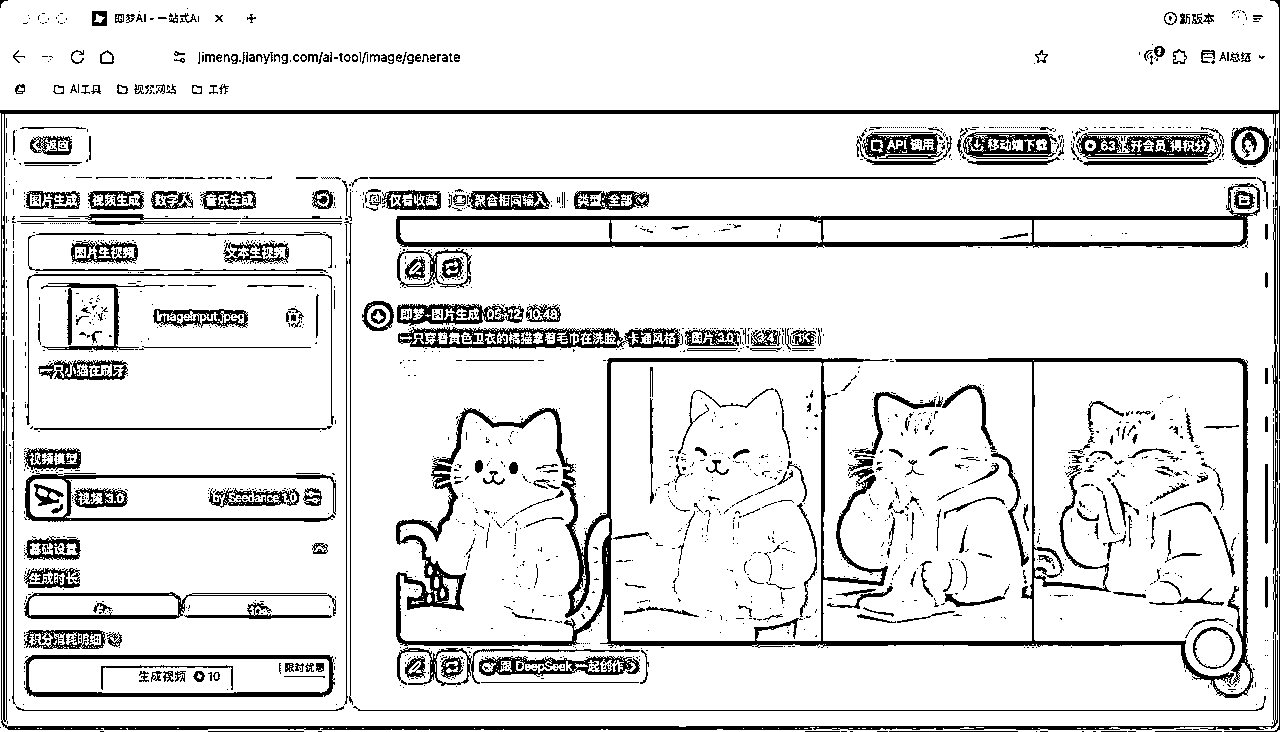 即梦AI - 一站式AI
新版本
jimeng.jianying.com/ai-tool/image/generate
2
AI总结
AI工具
视频网站
工作
返回
API 调用
移动端下载
63
开会员 得积分
图片生成
视频生成
数字人
音乐生成
仅看收藏
聚合相同输入
类型 全部
图片生视频
文本生视频
ImageInput.jpeg
一只小猫在刷牙
视频模型
视频 3.0
by Seedance 1.0
基础设置
生成时长
积分消耗明细
生成视频 10
限时优惠
即梦-图片生成 05-12 10:48
一只穿着黄色卫衣的橘猫拿着毛巾在洗脸，卡通风格 图片 3.0
跟 DeepSeek 一起创作